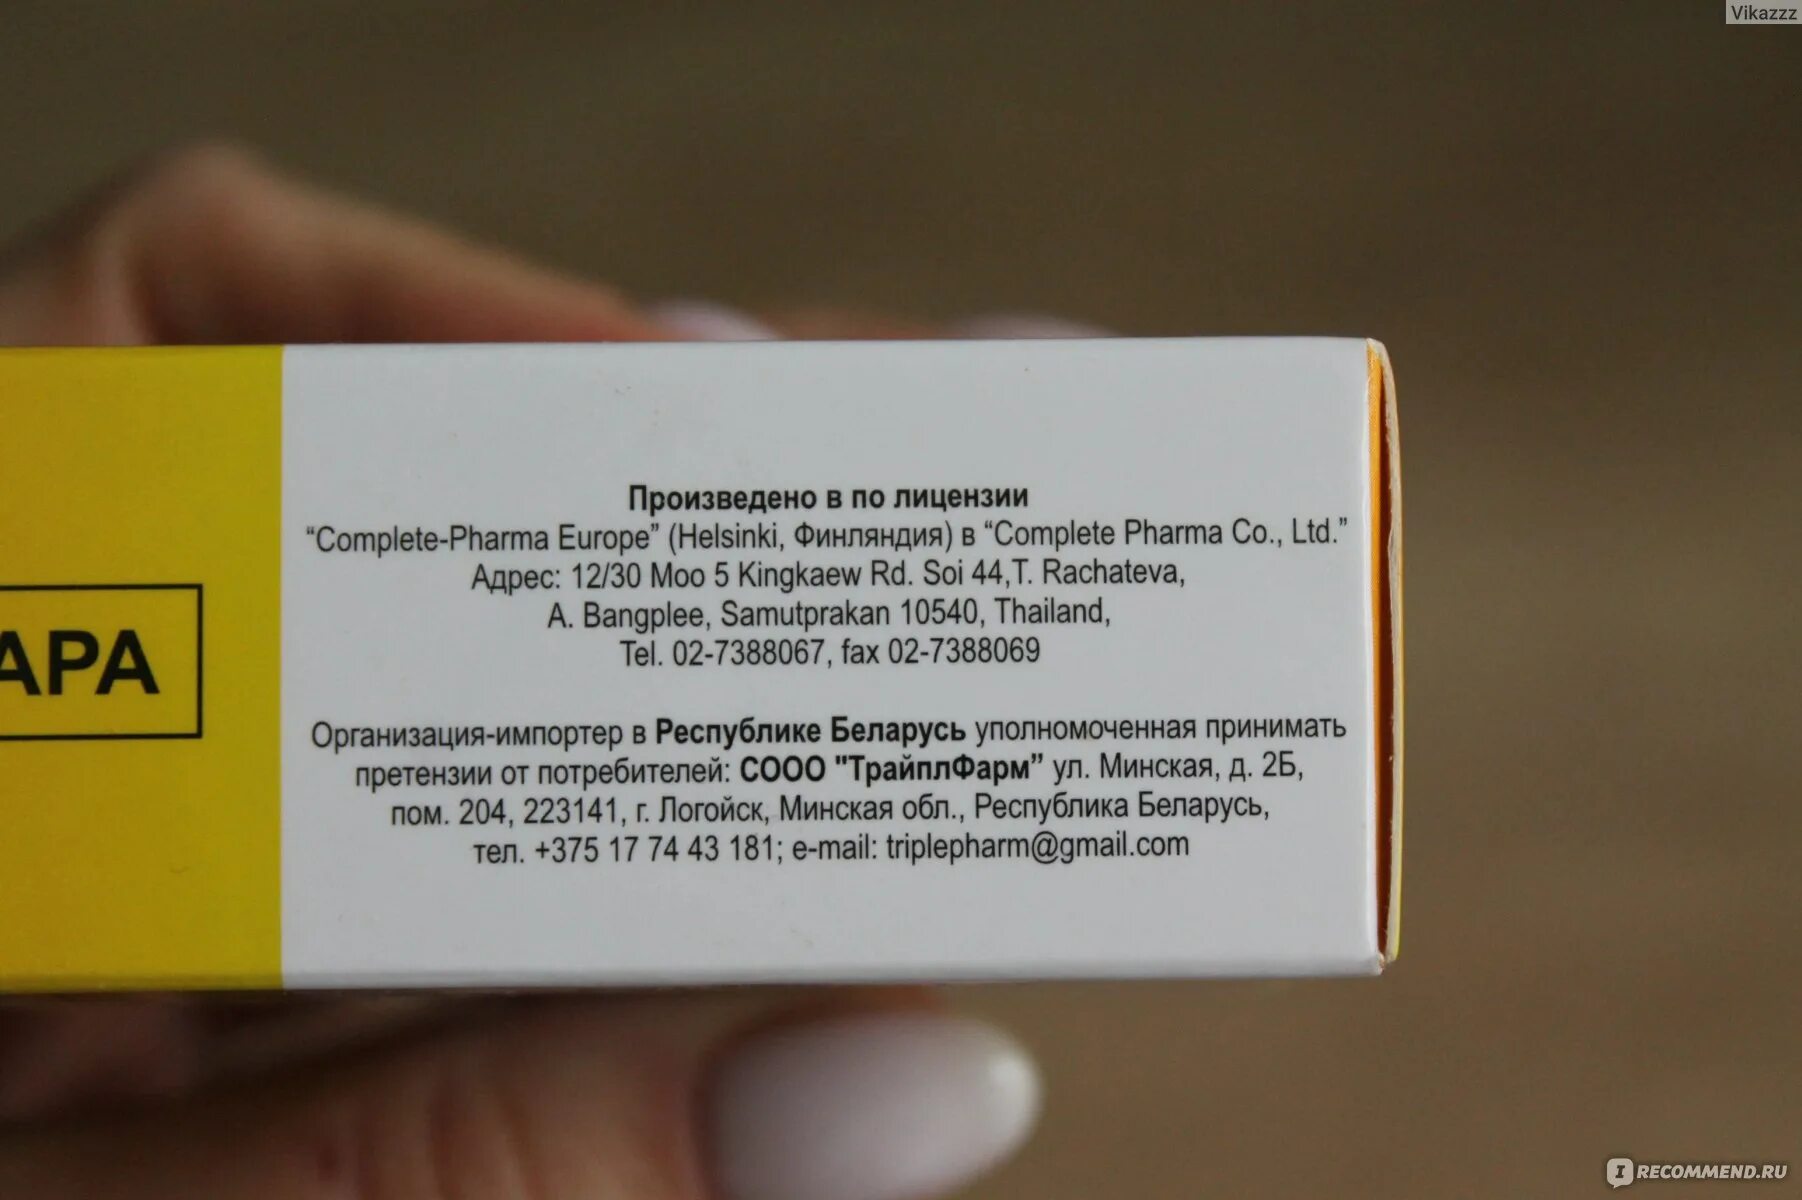 Vikazzz
Произведено в по лицензии
“Complete-Pharma Europe” (Helsinki, Финляндия) в “Complete Pharma Co., Ltd.”
Адрес: 12/30 Moo 5 Kingkaew Rd. Soi 44,T. Rachateva,
A. Bangplee, Samutprakan 10540, Thailand,
Tel. 02-7388067, fax 02-7388069
АРА
Организация-импортер в Республике Беларусь уполномоченная принимать
претензии от потребителей: СООО "ТрайплФарм” ул. Минская, д. 2Б,
пом. 204, 223141, г. Логойск, Минская обл., Республика Беларусь,
тел. +375 17 74 43 181; e-mail: triplepharm@gmail.com
I RECOMMEND.RU